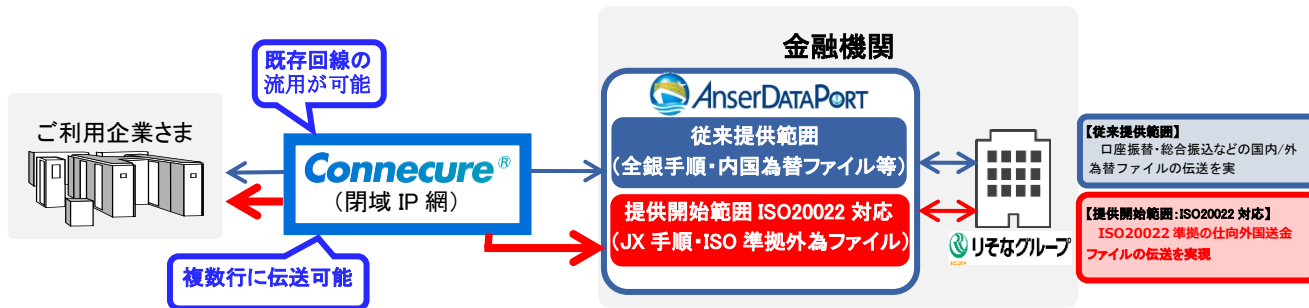 既存回線の
流用が可能
ご利用企業さま
Connecure®
（閉域 IP 網）
複数行に伝送可能
金融機関
AnserDATAPORT
従来提供範囲
（全銀手順・内国為替ファイル等）
提供開始範囲 ISO20022 対応
（JX 手順・ISO 準拠外為ファイル）
りそなグループ
【従来提供範囲】
口座振替・総合振込などの国内/外
為替ファイルの伝送を実
【提供開始範囲：ISO20022 対応】
ISO20022 準拠の仕向外国送金
ファイルの伝送を実現